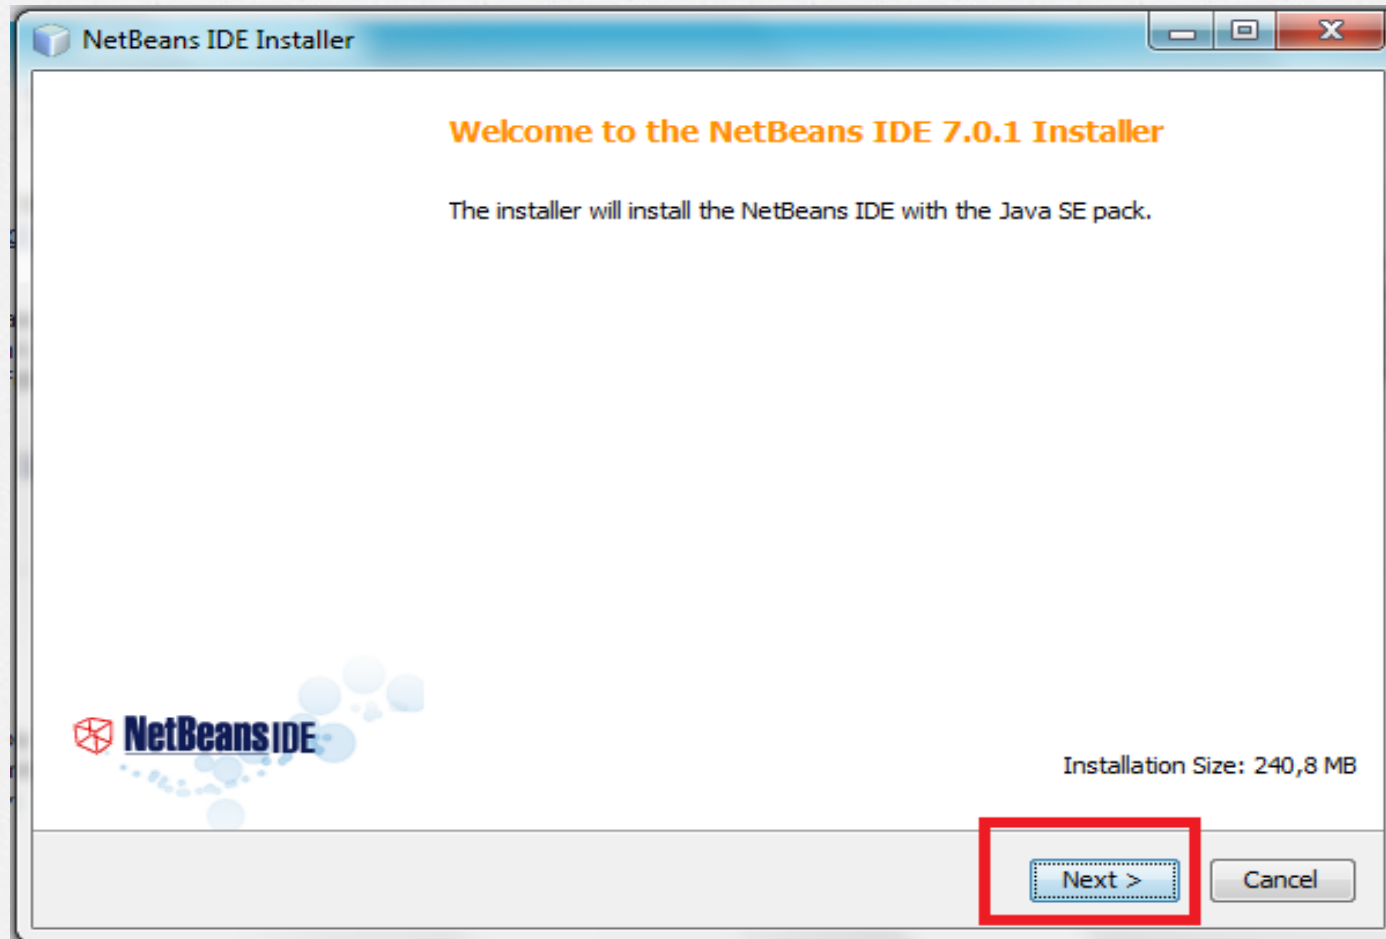 NetBeans IDE Installer
Welcome to the NetBeans IDE 7.0.1 Installer
The installer will install the NetBeans IDE with the Java SE pack.
NetBeans IDE
Installation Size: 240,8 MB
Next >
Cancel